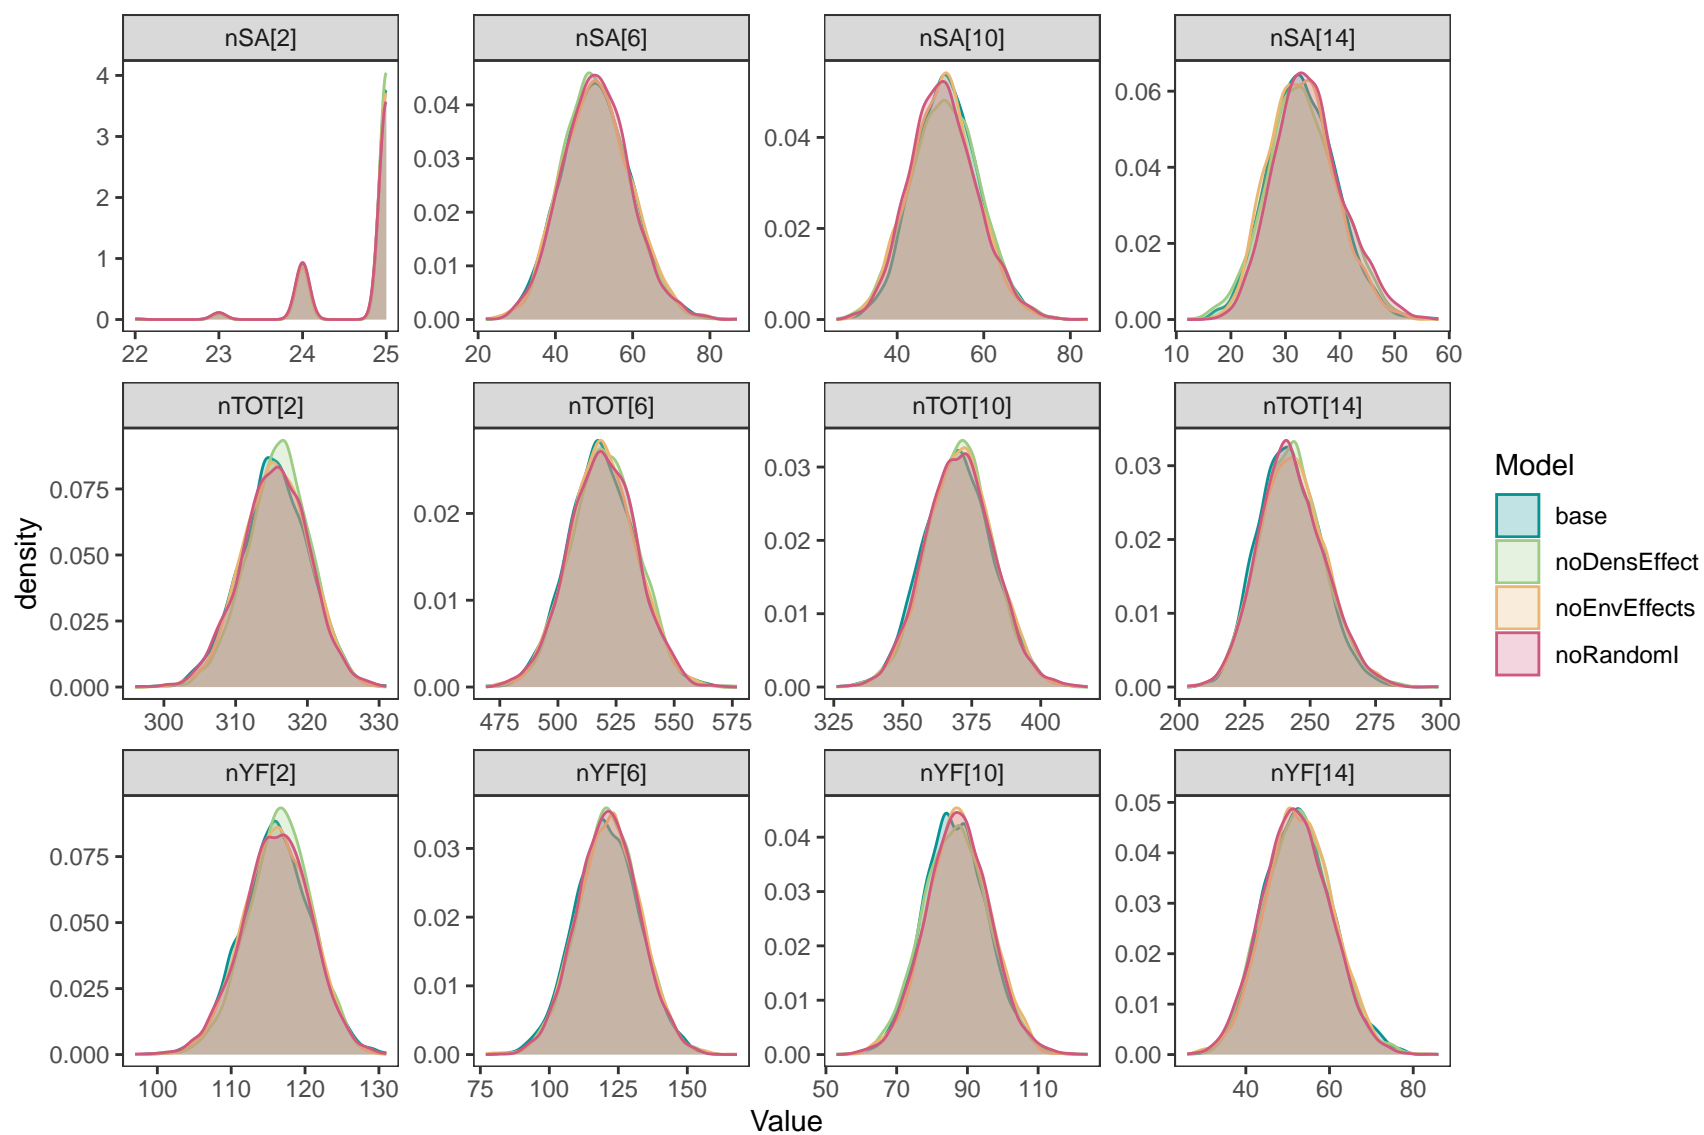 nSA[2] nSA[6] nSA[10] nSA[14]
4
3
2
1
0
0.04
0.03
0.02
0.01
0.00
0.04
0.02
0.00
0.06
0.04
0.02
0.00
22 23 24 25
20 40 60 80
40 60 80
10 20 30 40 50 60
nTOT[2] nTOT[6] nTOT[10] nTOT[14]
0.075
0.050
0.025
0.000
0.02
0.01
0.00
0.03
0.02
0.01
0.00
0.03
0.02
0.01
0.00
300 310 320 330
475 500 525 550 575
325 350 375 400
200 225 250 275 300
nYF[2] nYF[6] nYF[10] nYF[14]
0.075
0.050
0.025
0.000
0.03
0.02
0.01
0.00
0.04
0.03
0.02
0.01
0.00
0.05
0.04
0.03
0.02
0.01
0.00
100 110 120 130
75 100 125 150
50 70 90 110
40 60 80
density
Value
Model
base
noDensEffect
noEnvEffects
noRandomI